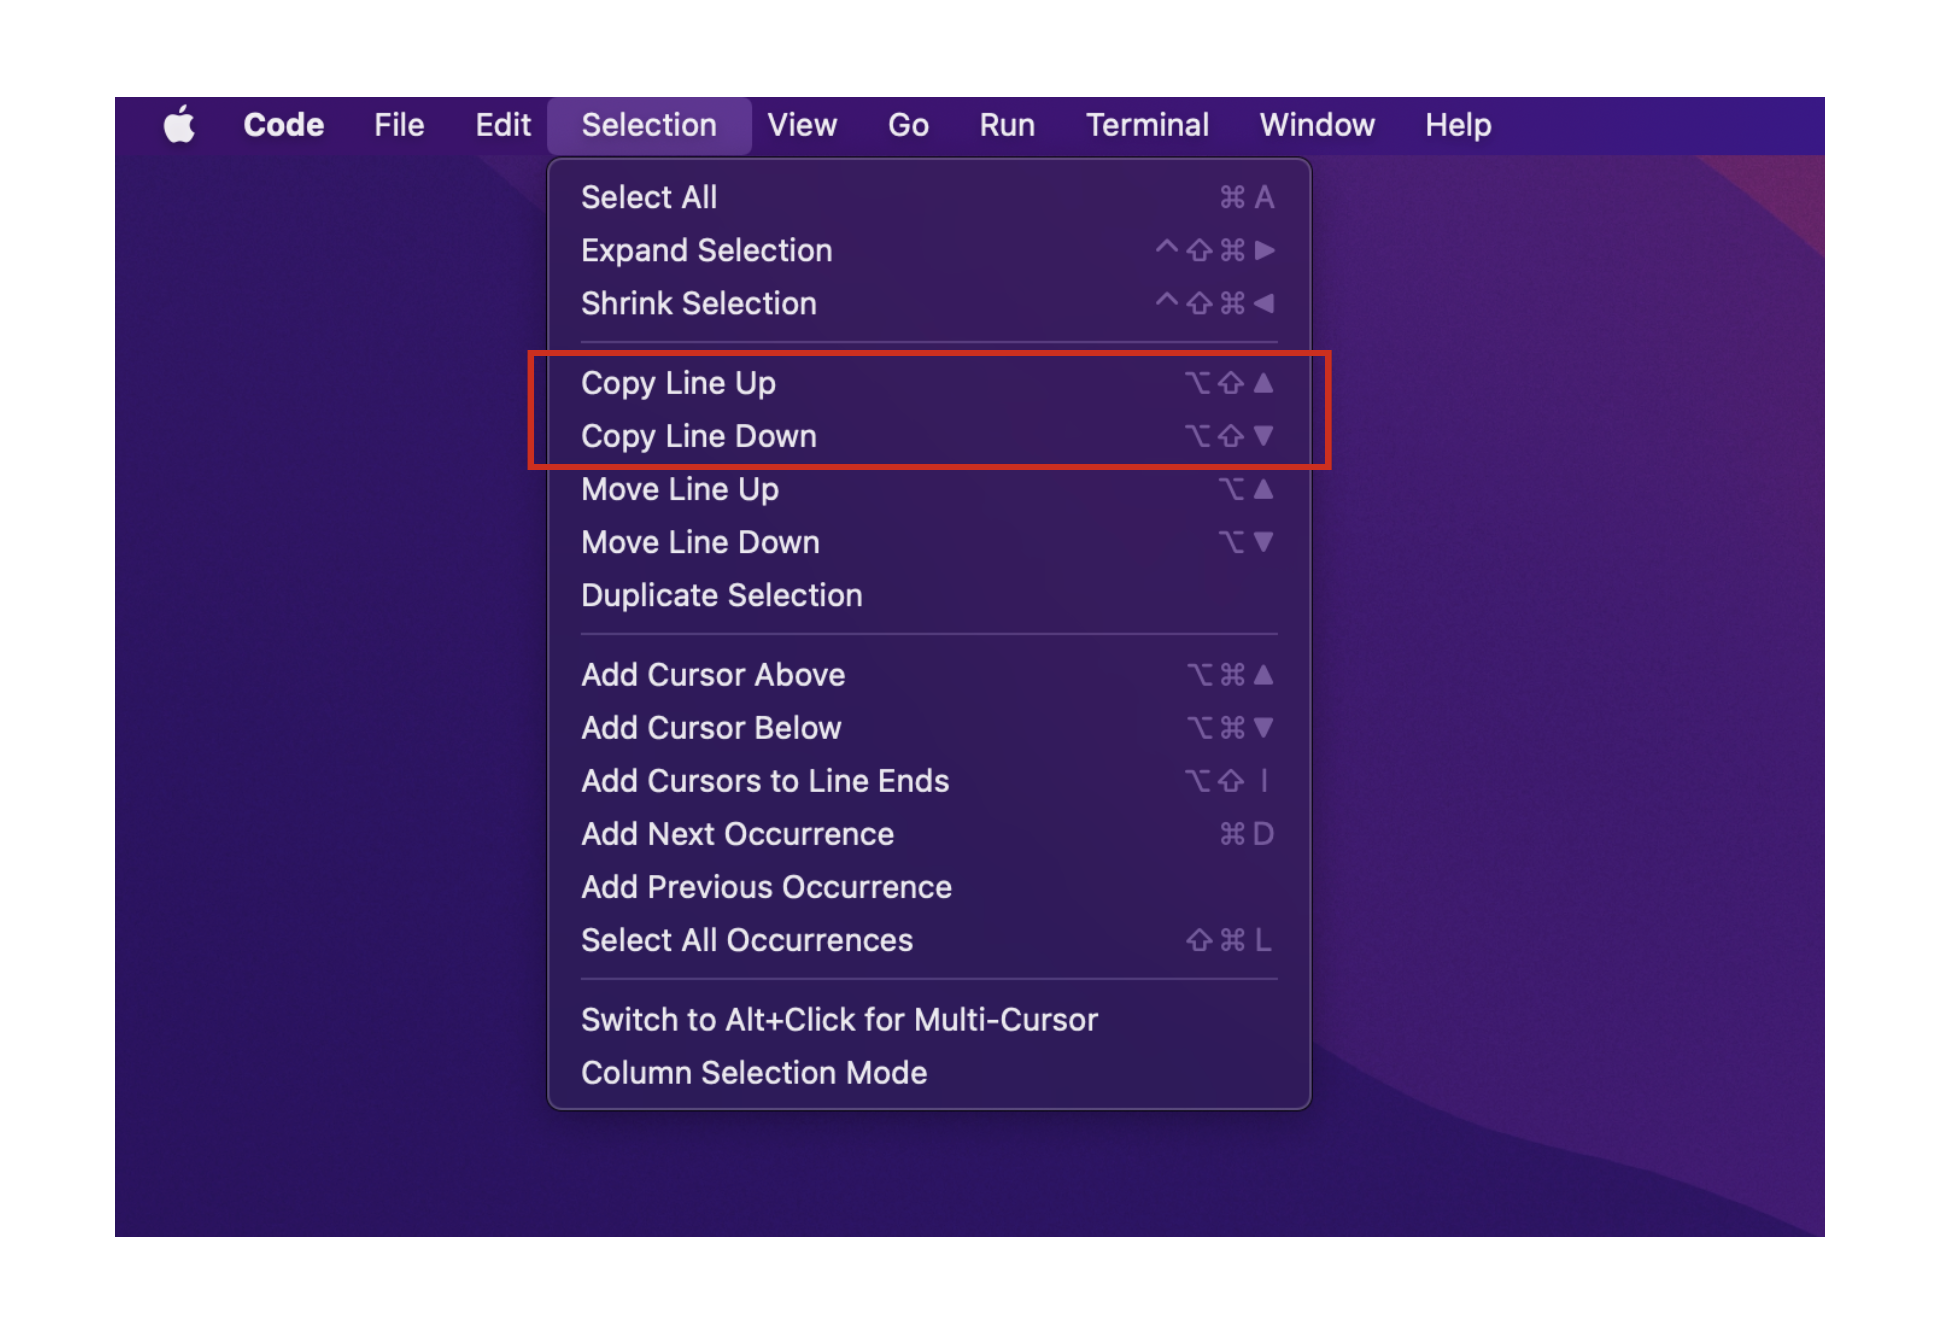 Code File Edit Selection View Go Run Terminal Window Help
Select All ⌘ A
Expand Selection ^ ⇧ ⌘ ▶
Shrink Selection ^ ⇧ ⌘ ◀
Copy Line Up ⌥ ⇧ ▲
Copy Line Down ⌥ ⇧ ▼
Move Line Up ⌥ ▲
Move Line Down ⌥ ▼
Duplicate Selection
Add Cursor Above ⌥ ⌘ ▲
Add Cursor Below ⌥ ⌘ ▼
Add Cursors to Line Ends ⌥ ⇧ I
Add Next Occurrence ⌘ D
Add Previous Occurrence
Select All Occurrences ⇧ ⌘ L
Switch to Alt+Click for Multi-Cursor
Column Selection Mode